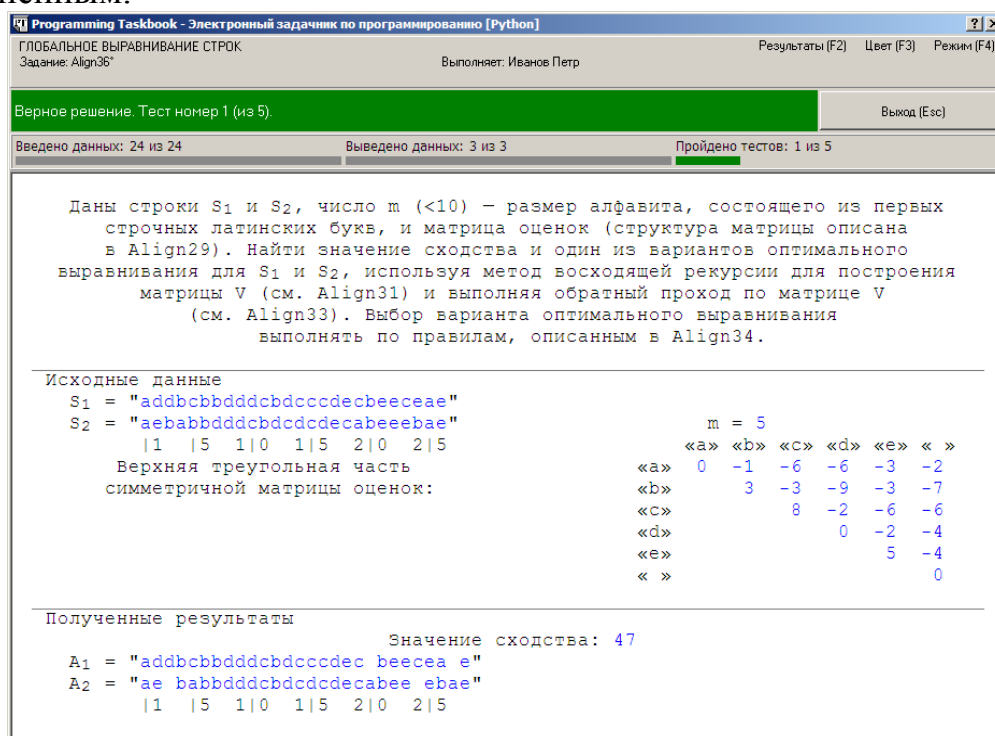 ненным.
Programming Taskbook - Электронный задачник по программированию [Python]
ГЛОБАЛЬНОЕ ВЫРАВНИВАНИЕ СТРОК Результаты (F2) Цвет (F3) Режим (F4)
Задание: Align36° Выполняет: Иванов Петр
Верное решение. Тест номер 1 (из 5). Выход (Esc)
Введено данных: 24 из 24 Выведено данных: 3 из 3 Пройдено тестов: 1 из 5
Даны строки S1 и S2, число m (<10) – размер алфавита, состоящего из первых
строчных латинских букв, и матрица оценок (структура матрицы описана
в Align29). Найти значение сходства и один из вариантов оптимального
выравнивания для S1 и S2, используя метод восходящей рекурсии для построения
матрицы V (см. Align31) и выполняя обратный проход по матрице V
(см. Align33). Выбор варианта оптимального выравнивания
выполнять по правилам, описанным в Align34.
Исходные данные
S1 = "addbcbbdddcbdcccdecbeeceae"
S2 = "aebabbdddcbdcdcdecabeeebae" m = 5
|1 |5 1|0 1|5 2|0 2|5 «a» «b» «c» «d» «e» « »
Верхняя треугольная часть «a» 0 -1 -6 -6 -3 -2
симметричной матрицы оценок: «b» 3 -3 -9 -3 -7
«c» 8 -2 -6 -6
«d» 0 -2 -4
«e» 5 -4
« » 0
Полученные результаты
Значение сходства: 47
A1 = "addbcbbdddcbdcccdec beecea e"
A2 = "ae babbdddcbdcdcdecabee ebae"
|1 |5 1|0 1|5 2|0 2|5